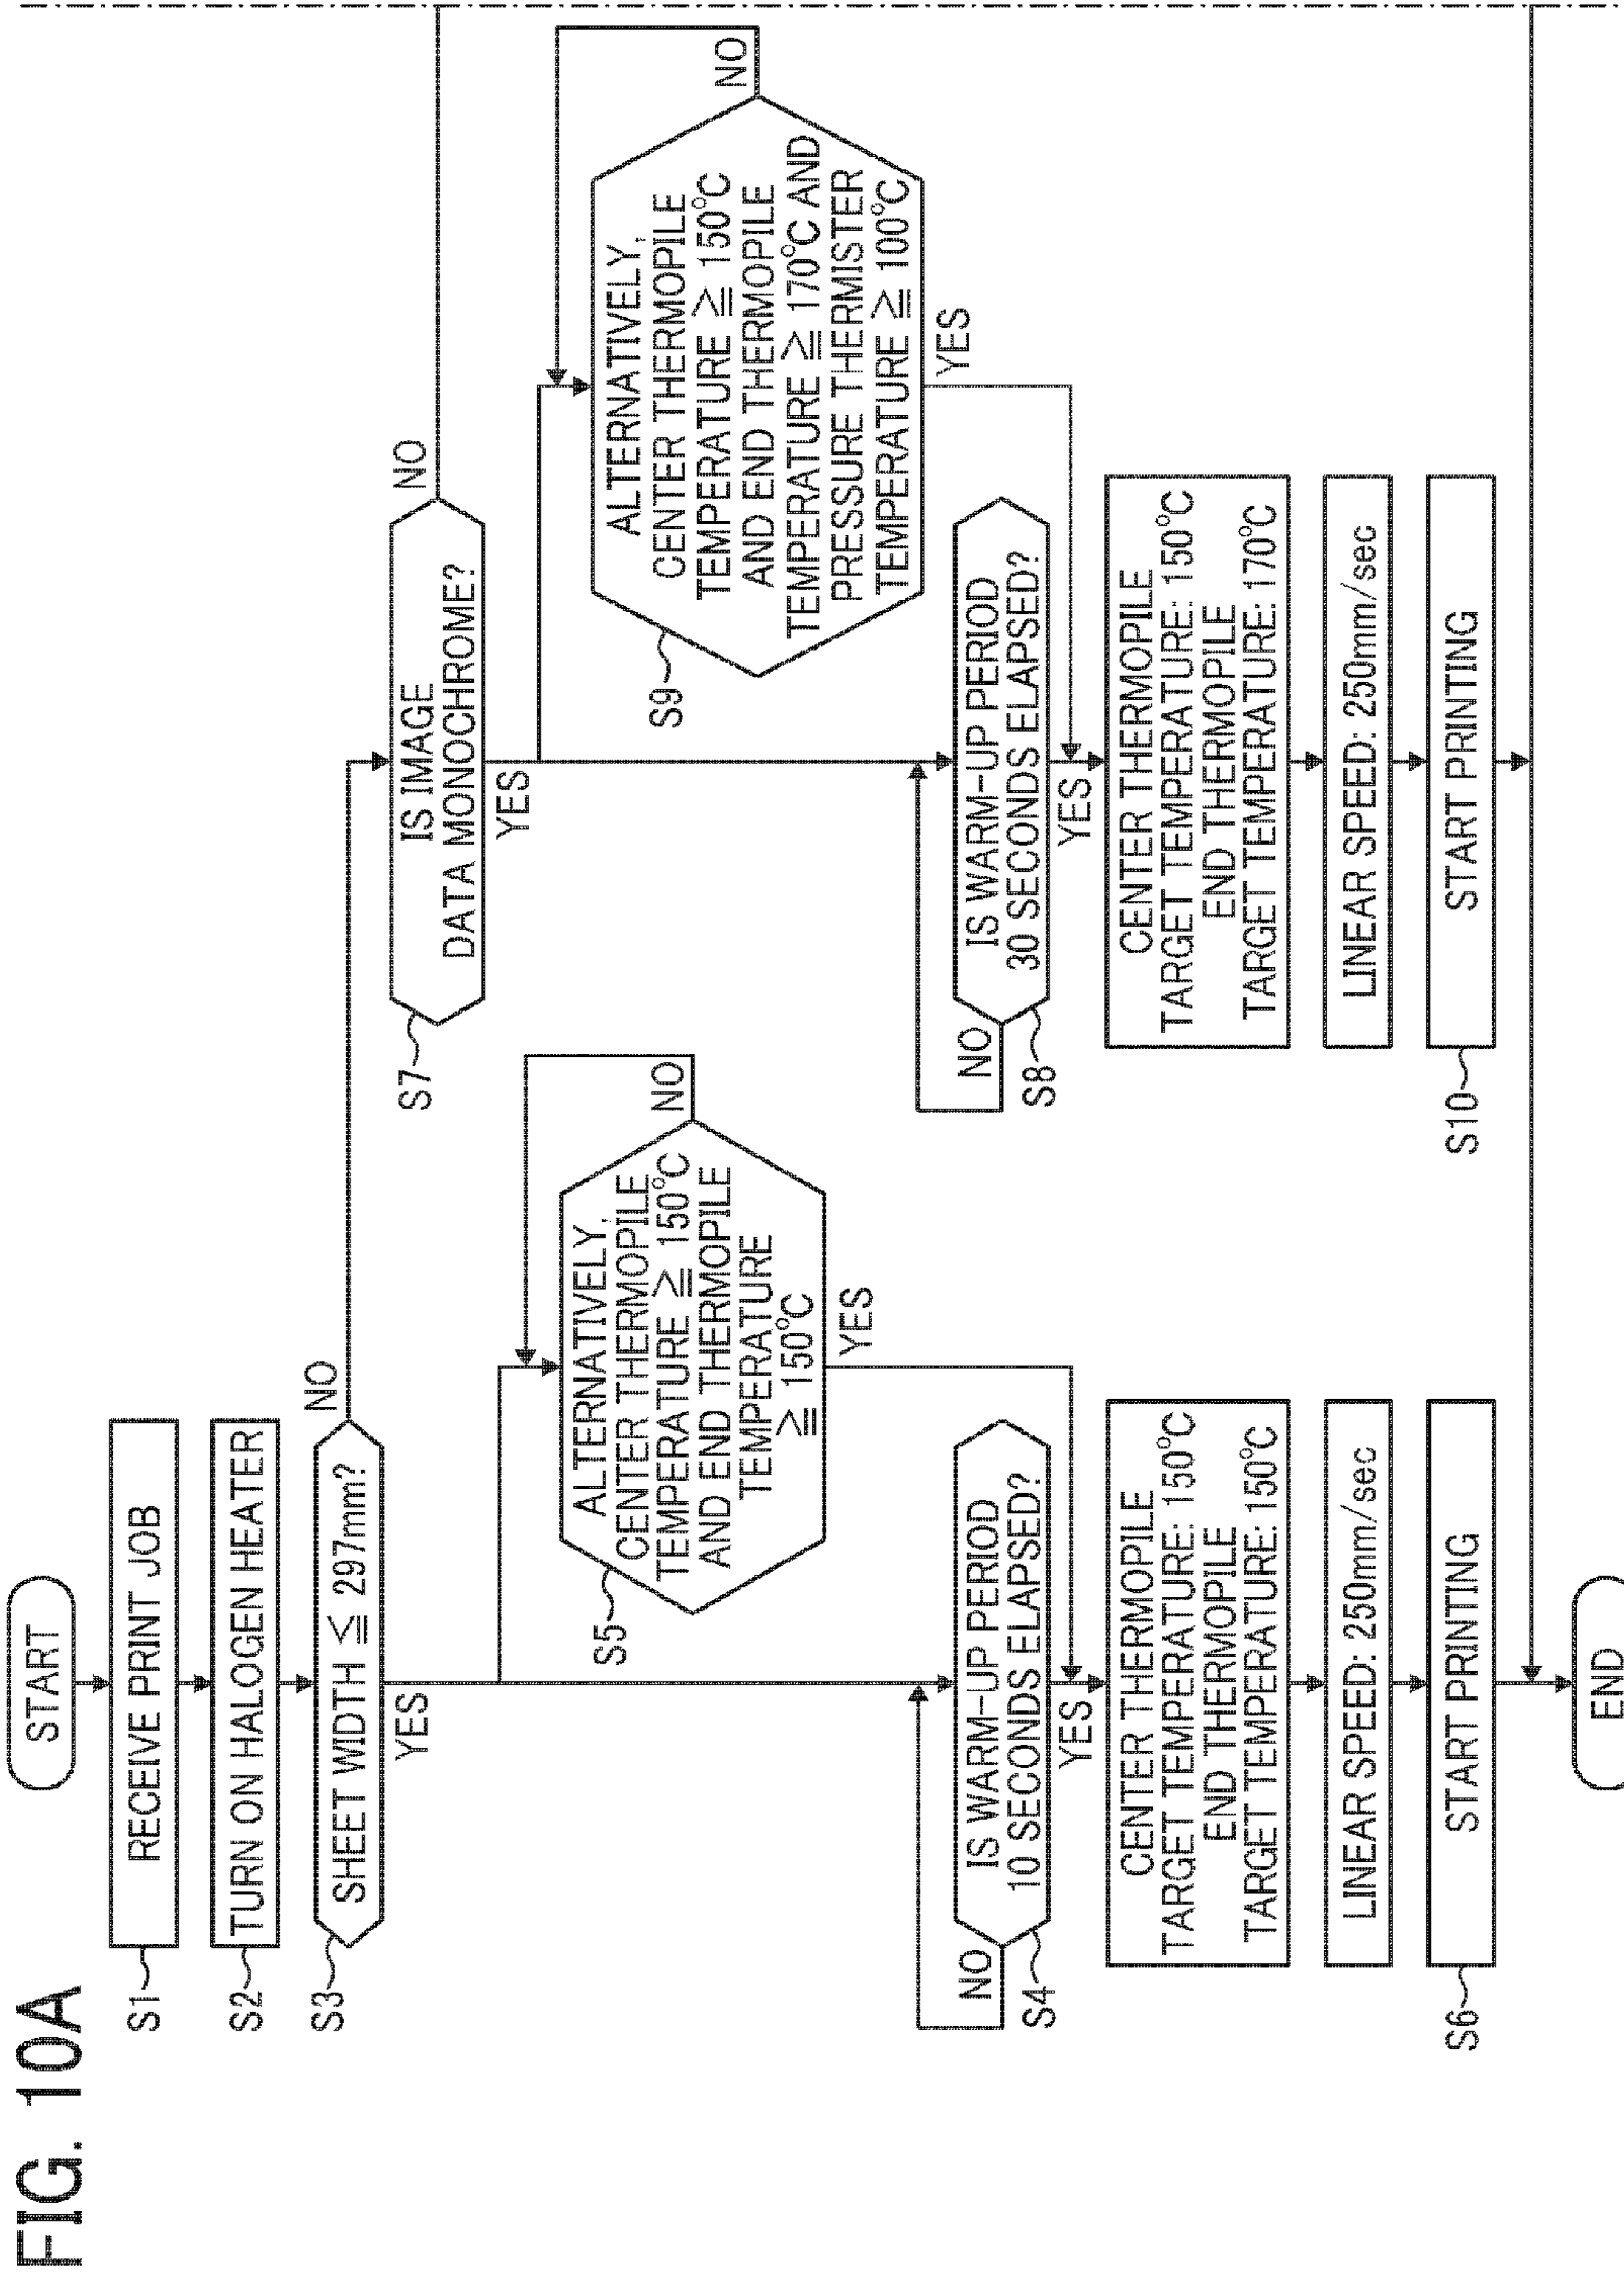 FIG. 10A
START
S1
RECEIVE PRINT JOB
S2
TURN ON HALOGEN HEATER
S3
SHEET WIDTH ≦ 297mm?
NO
YES
S5
ALTERNATIVELY,
CENTER THERMOPILE
TEMPERATURE ≧ 150°C
AND END THERMOPILE
TEMPERATURE
≧ 150°C
NO
YES
NO
S4
IS WARM-UP PERIOD
10 SECONDS ELAPSED?
YES
CENTER THERMOPILE
TARGET TEMPERATURE: 150°C
END THERMOPILE
TARGET TEMPERATURE: 150°C
LINEAR SPEED: 250mm/sec
S6
START PRINTING
END
S7
IS IMAGE
DATA MONOCHROME?
NO
YES
S9
ALTERNATIVELY,
CENTER THERMOPILE
TEMPERATURE ≧ 150°C
AND END THERMOPILE
TEMPERATURE ≧ 170°C AND
PRESSURE THERMISTER
TEMPERATURE ≧ 100°C
NO
YES
NO
S8
IS WARM-UP PERIOD
30 SECONDS ELAPSED?
YES
CENTER THERMOPILE
TARGET TEMPERATURE: 150°C
END THERMOPILE
TARGET TEMPERATURE: 170°C
LINEAR SPEED: 250mm/sec
S10
START PRINTING